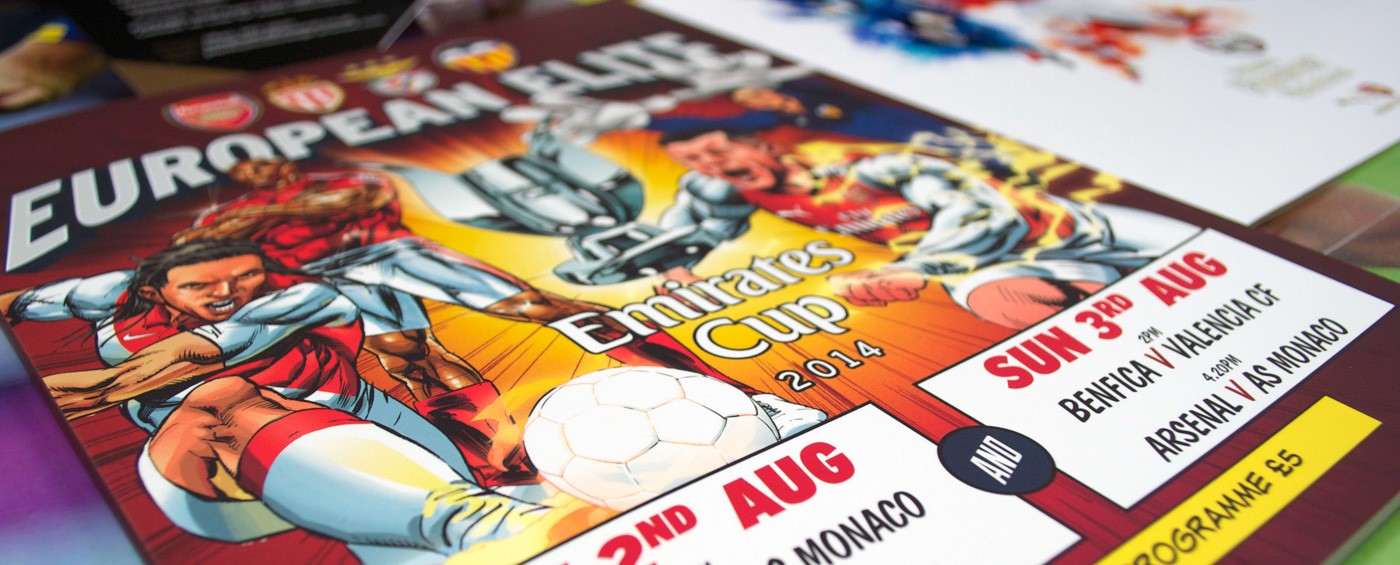 EUROPEAN ELITE
Emirates
Cup
2014
2ND AUG
MONACO
AND
SUN 3RD AUG
2PM
BENFICA V VALENCIA CF
4.20PM
ARSENAL V AS MONACO
PROGRAMME £5